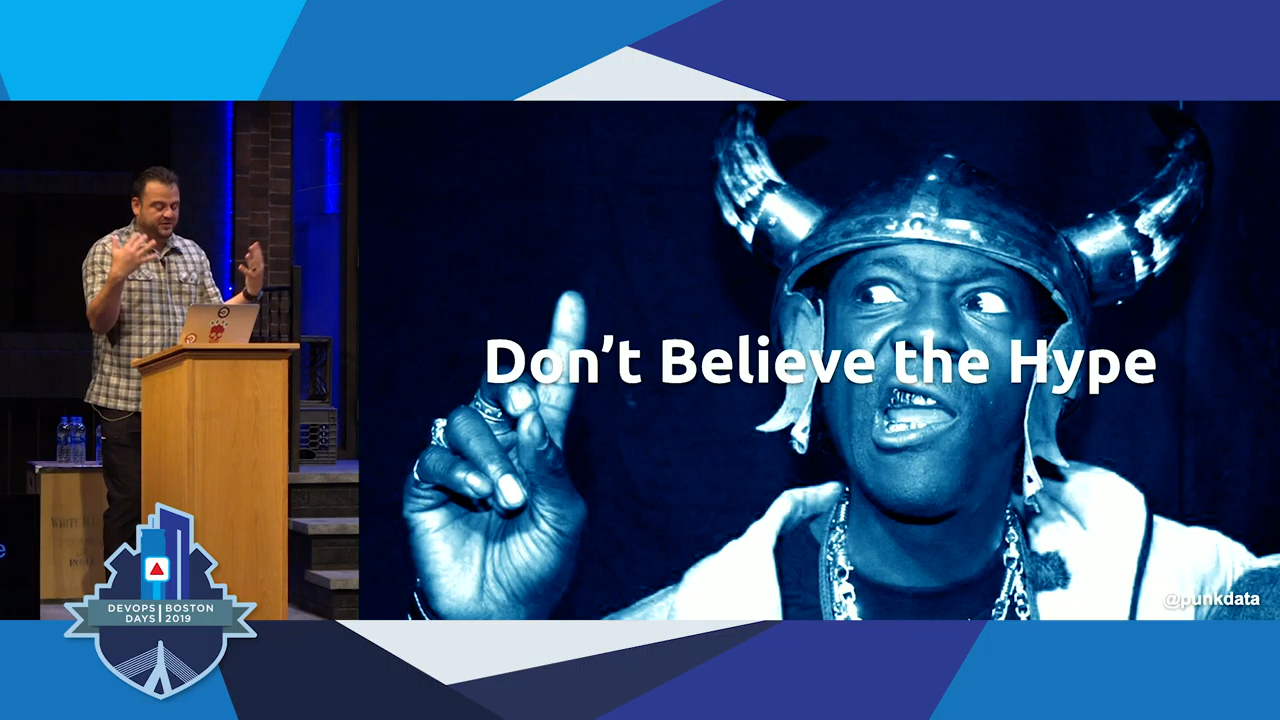 Don’t Believe the Hype
@punkdata
DEVOPS BOSTON
DAYS 2019
e